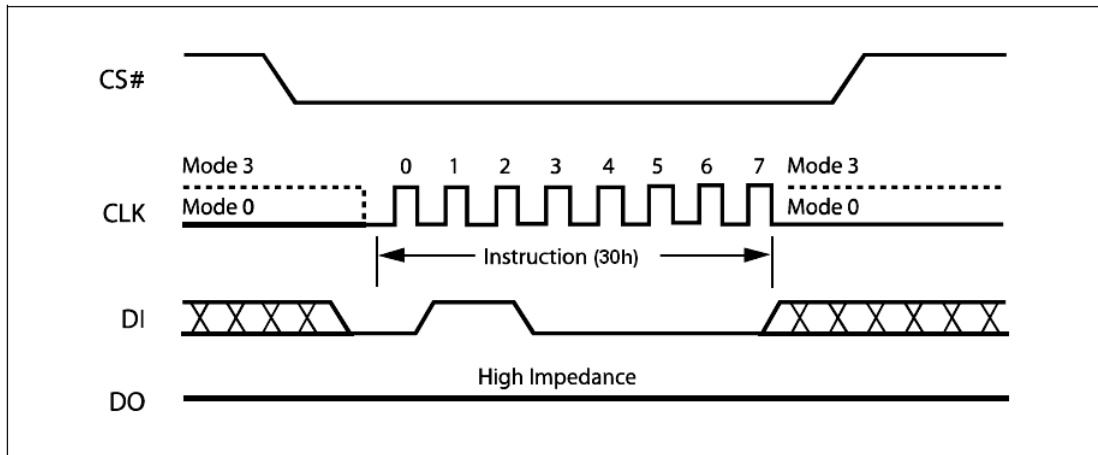 CS#
Mode 3 0 1 2 3 4 5 6 7 Mode 3
CLK Mode 0 Mode 0
Instruction (30h)
DI
High Impedance
DO